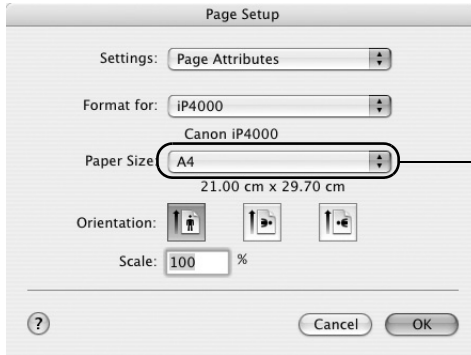 Page Setup
Settings: Page Attributes
Format for: iP4000
Canon iP4000
Paper Size: A4
21.00 cm x 29.70 cm
Orientation:
Scale: 100 %
? Cancel OK